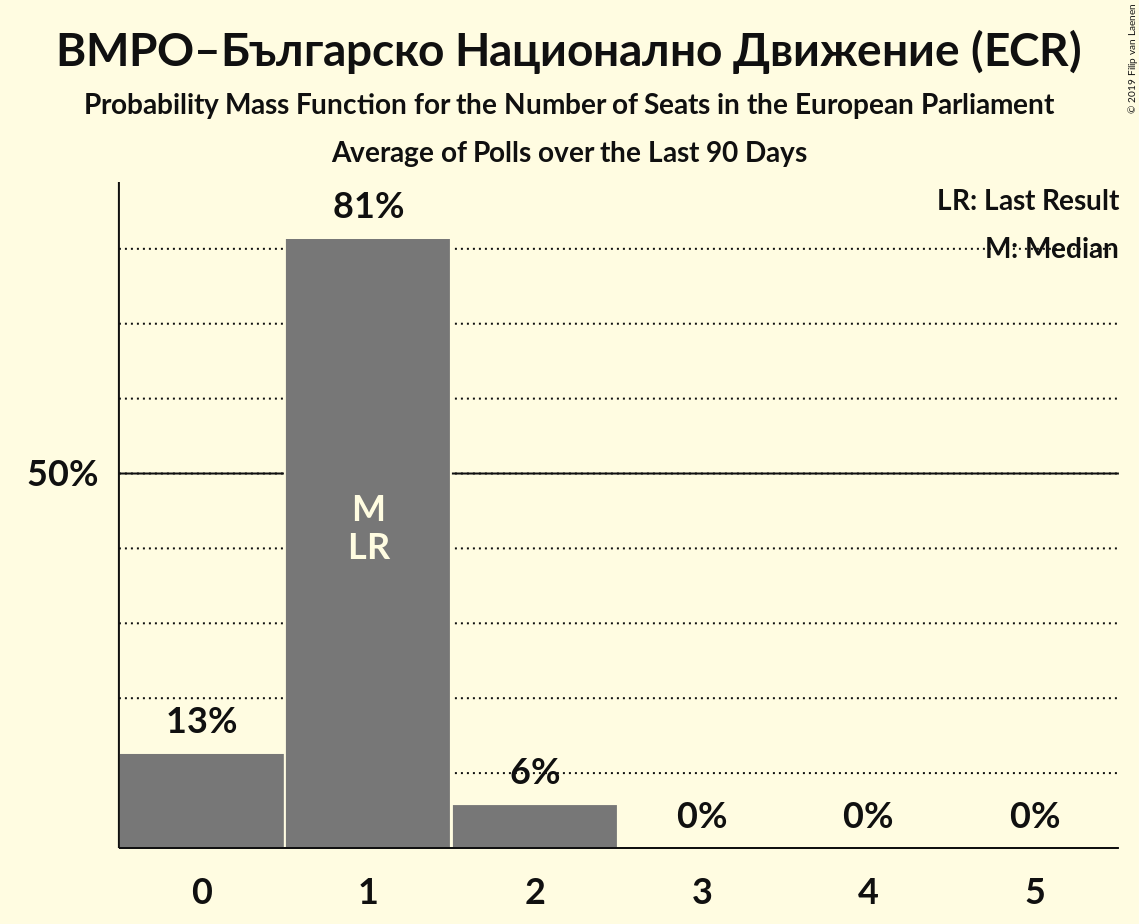 ВМРО–Българско Национално Движение (ECR)
Probability Mass Function for the Number of Seats in the European Parliament
Average of Polls over the Last 90 Days
© 2019 Filip van Laenen
LR: Last Result
M: Median
81%
50%
M
LR
13%
6%
0%
0%
0%
0
1
2
3
4
5